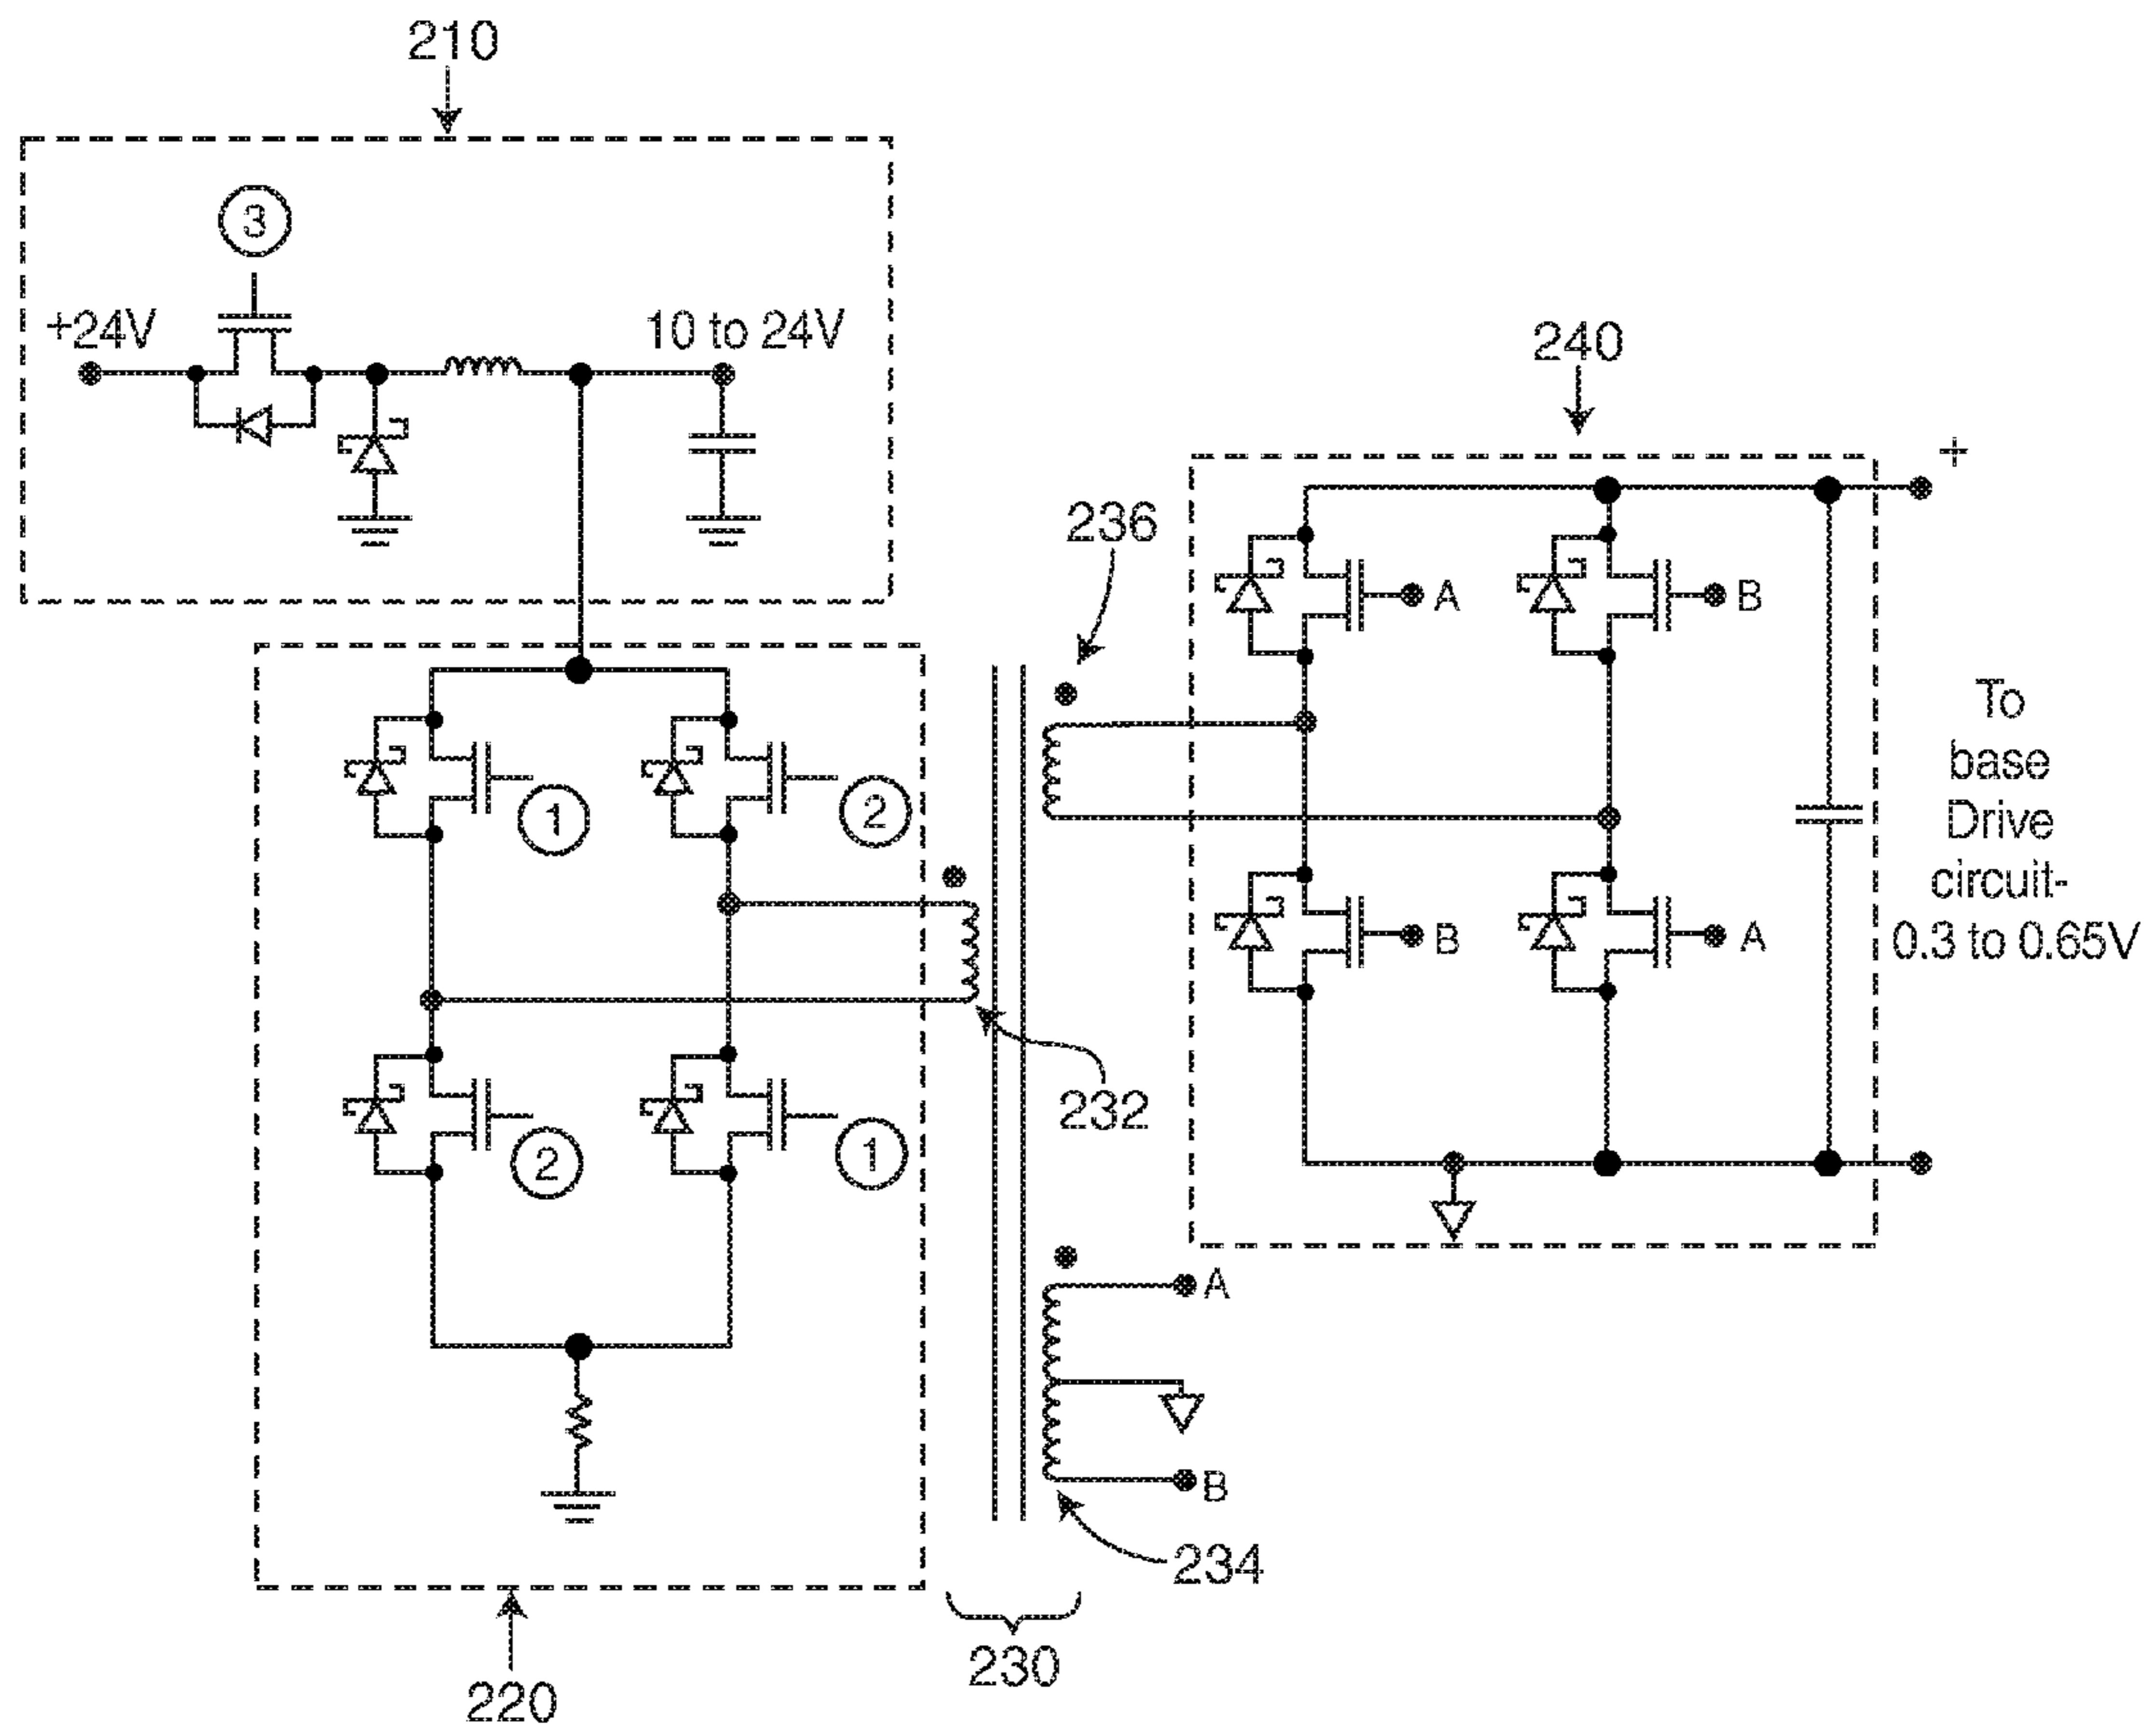 210
3
+24V
10 to 24V
240
+
236
A
B
1
2
To
base
Drive
circuit-
0.3 to 0.65V
B
A
232
2
1
A
B
234
230
220